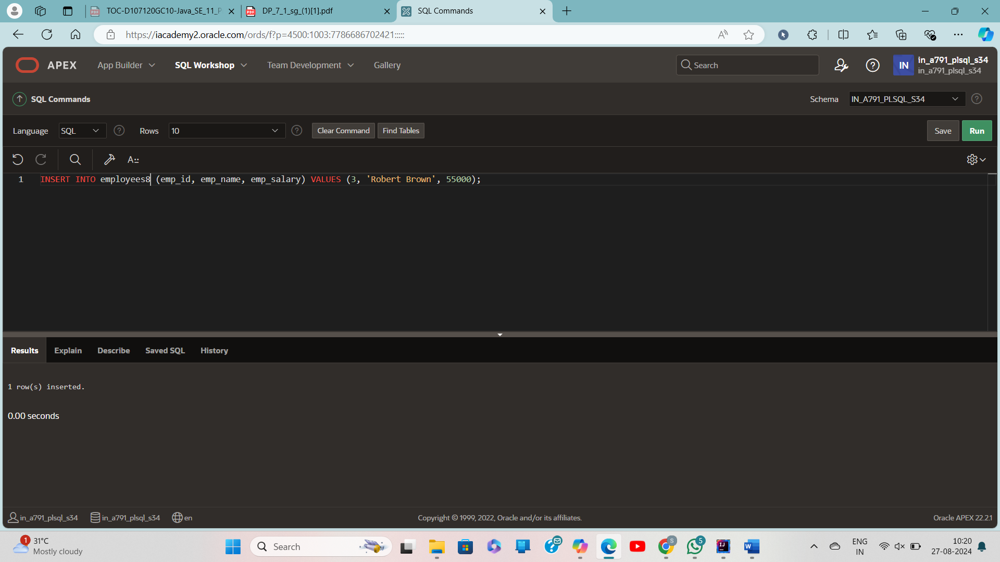 TOC-D107120GC10-Java_SE_11_P
DP_7_1_sg_(1)[1].pdf
SQL Commands
https://iacademy2.oracle.com/ords/f?p=4500:1003:7786686702421:::::
APEX
App Builder
SQL Workshop
Team Development
Gallery
Search
IN
in_a791_plsql_s34
in_a791_plsql_s34
SQL Commands
Schema
IN_A791_PLSQL_S34
Language
SQL
Rows
10
Clear Command
Find Tables
Save
Run
A::
1 INSERT INTO employees8 (emp_id, emp_name, emp_salary) VALUES (3, 'Robert Brown', 55000);
Results
Explain
Describe
Saved SQL
History
1 row(s) inserted.
0.00 seconds
in_a791_plsql_s34
in_a791_plsql_s34
en
Copyright © 1999, 2022, Oracle and/or its affiliates.
Oracle APEX 22.2.1
1
31°C
Mostly cloudy
Search
S
5
IJ
W
ENG
IN
10:20
27-08-2024